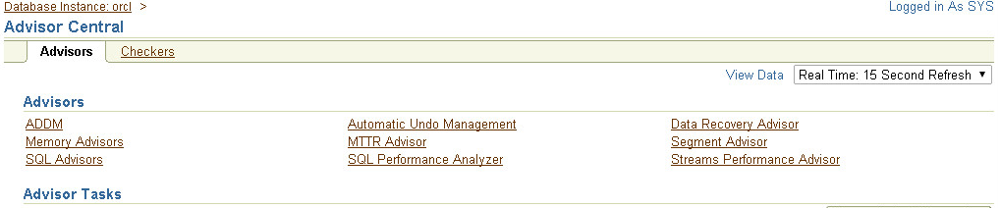 Database Instance: orcl >
Logged in As SYS
Advisor Central
Advisors Checkers
View Data Real Time: 15 Second Refresh
Advisors
ADDM Automatic Undo Management Data Recovery Advisor
Memory Advisors MTTR Advisor Segment Advisor
SQL Advisors SQL Performance Analyzer Streams Performance Advisor
Advisor Tasks